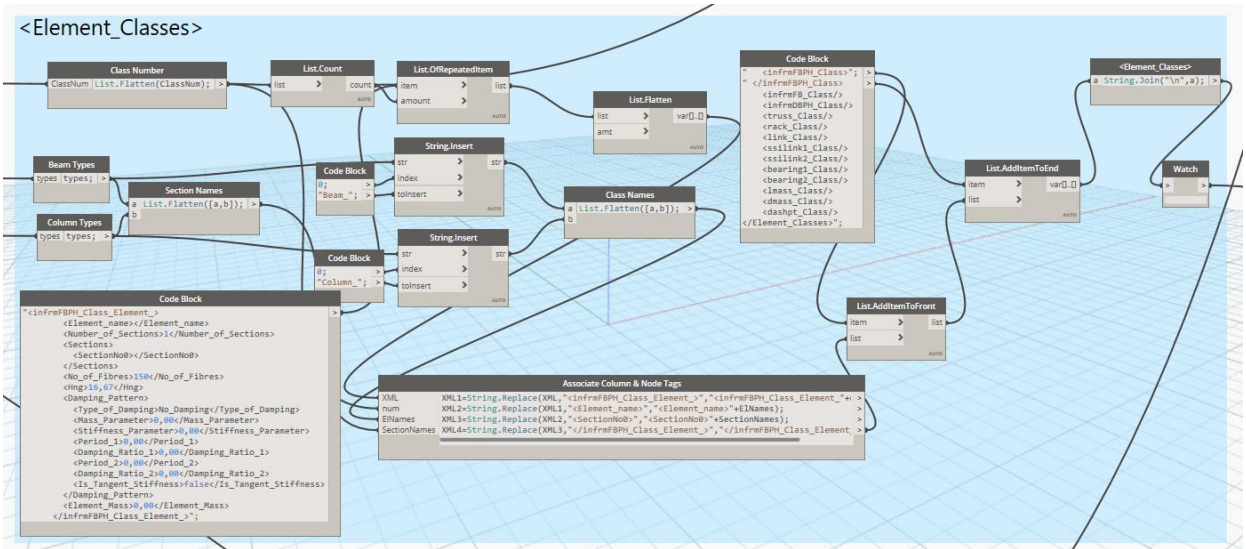 <Element_Classes>
Class Number
ClassNum List.Flatten(ClassNum); >
List.Count
list > count
AUTO
List.OfRepeatedItem
item > list
amount >
AUTO
List.Flatten
list > var[]..[]
amt >
AUTO
Beam Types
types types; >
Column Types
types types; >
Section Names
a List.Flatten([a,b]); >
b
Code Block
0; >
"Beam_"; >
String.Insert
str > str
index >
toInsert >
AUTO
Code Block
0; >
"Column_"; >
String.Insert
str > str
index >
toInsert >
AUTO
Class Names
a List.Flatten([a,b]); >
b
Code Block
" <infrmFBPH_Class>"; >
" </infrmFBPH_Class> >
<infrmFB_Class/>
<infrmDBPH_Class/>
<truss_Class/>
<rack_Class/>
<link_Class/>
<ssilink1_Class/>
<ssilink2_Class/>
<bearing1_Class/>
<bearing2_Class/>
<lmass_Class/>
<dmass_Class/>
<dashpt_Class/>
</Element_Classes>";
List.AddItemToEnd
item > var[]..[]
list >
AUTO
<Element_Classes>
a String.Join("\n",a); >
Watch
> >
List.AddItemToFront
item > list
list >
AUTO
Code Block
"<infrmFBPH_Class_Element_> >
<Element_name></Element_name>
<Number_of_Sections>1</Number_of_Sections>
<Sections>
<SectionNo0></SectionNo0>
</Sections>
<No_of_Fibres>150</No_of_Fibres>
<Hng>16,67</Hng>
<Damping_Pattern>
<Type_of_Damping>No_Damping</Type_of_Damping>
<Mass_Parameter>0,00</Mass_Parameter>
<Stiffness_Parameter>0,00</Stiffness_Parameter>
<Period_1>0,00</Period_1>
<Damping_Ratio_1>0,00</Damping_Ratio_1>
<Period_2>0,00</Period_2>
<Damping_Ratio_2>0,00</Damping_Ratio_2>
<Is_Tangent_Stiffness>false</Is_Tangent_Stiffness>
</Damping_Pattern>
<Element_Mass>0,00</Element_Mass>
</infrmFBPH_Class_Element_>";
Associate Column & Node Tags
XML XML1=String.Replace(XML,"<infrmFBPH_Class_Element_>","<infrmFBPH_Class_Element_"+ >
num XML2=String.Replace(XML1,"<Element_name>","<Element_name>"+ElNames); >
ElNames XML3=String.Replace(XML2,"<SectionNo0>","<SectionNo0>"+SectionNames); >
SectionNames XML4=String.Replace(XML3,"</infrmFBPH_Class_Element_>","</infrmFBPH_Class_Element_ >